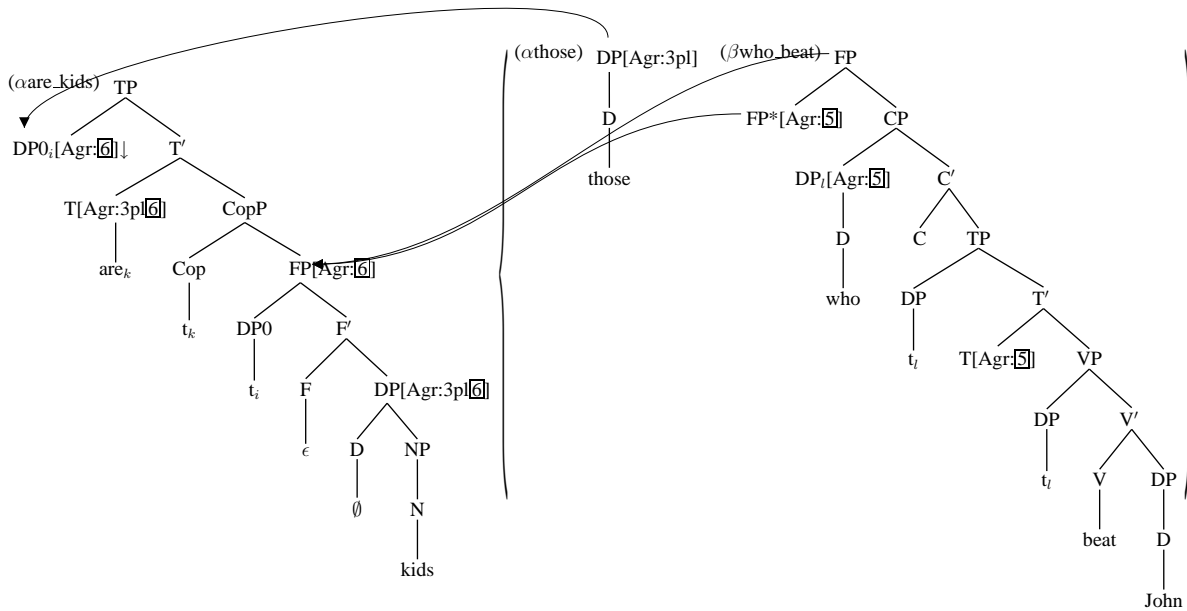 (αthose) DP[Agr:3pl] (βwho_beat) FP
(αare_kids) TP
D FP*[Agr:5] CP
DP0i[Agr:6]↓ T′
those DPl[Agr:5] C′
T[Agr:3pl6] CopP
D C TP
arek Cop FP[Agr:6]
who DP T′
tk DP0 F′
tl T[Agr:5] VP
ti F DP[Agr:3pl6]
DP V′
ϵ D NP
tl V DP
∅ N
beat D
kids
John